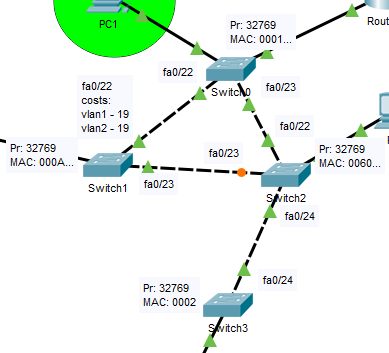 PC1
Rout
Pr: 32769
MAC: 0001...
fa0/22
Switch0
fa0/22
costs:
vlan1 - 19
vlan2 - 19
fa0/23
fa0/22
Pr: 32769
MAC: 000A...
Switch1
fa0/23
fa0/23
Pr: 32769
MAC: 0060...
Switch2
fa0/24
fa0/24
Pr: 32769
MAC: 0002
Switch3